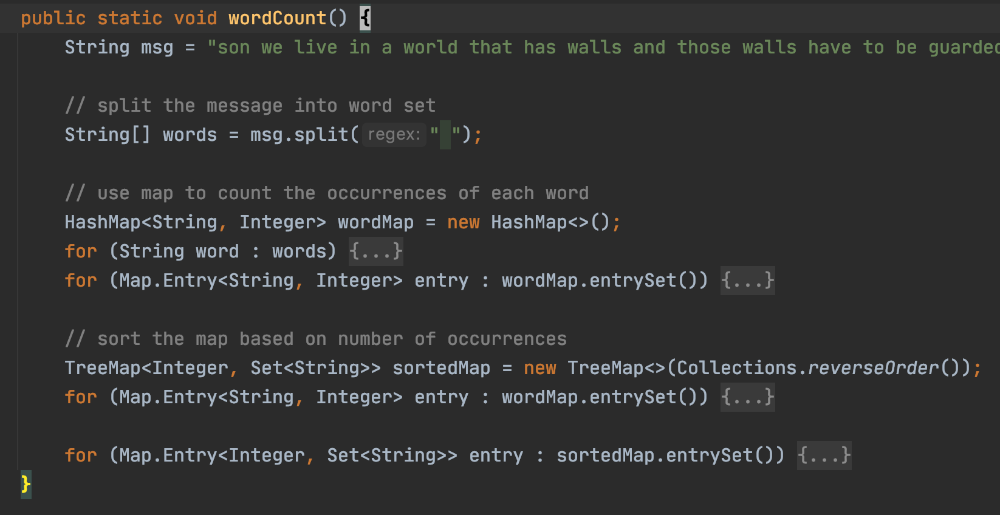 public static void wordCount() {
String msg = "son we live in a world that has walls and those walls have to be guarded
// split the message into word set
String[] words = msg.split( regex: " ");
// use map to count the occurrences of each word
HashMap<String, Integer> wordMap = new HashMap<>();
for (String word : words) {...}
for (Map.Entry<String, Integer> entry : wordMap.entrySet()) {...}
// sort the map based on number of occurrences
TreeMap<Integer, Set<String>> sortedMap = new TreeMap<>(Collections.reverseOrder());
for (Map.Entry<String, Integer> entry : wordMap.entrySet()) {...}
for (Map.Entry<Integer, Set<String>> entry : sortedMap.entrySet()) {...}
}